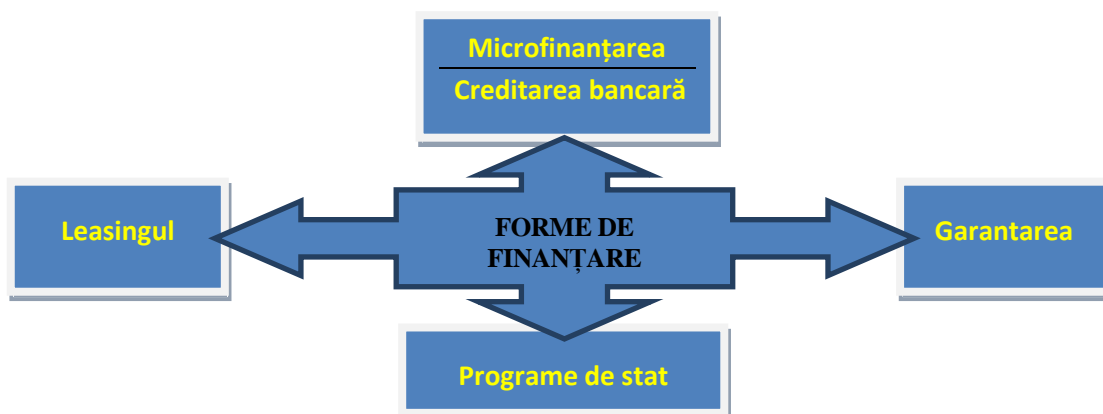 Microfinanțarea
Creditarea bancară
Leasingul
FORME DE
FINANȚARE
Garantarea
Programe de stat